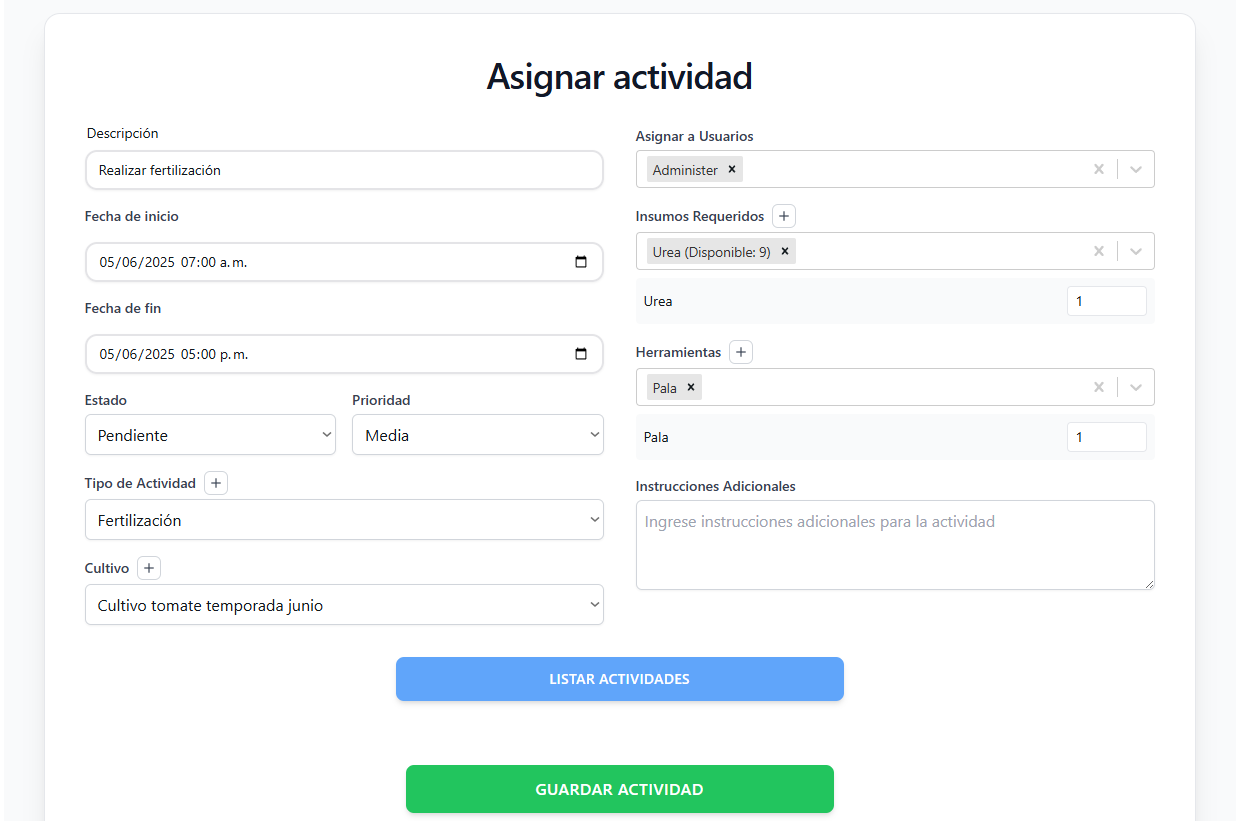 Asignar actividad
Descripción
Realizar fertilización
Fecha de inicio
05/06/2025 07:00 a.m.
Fecha de fin
05/06/2025 05:00 p.m.
Estado
Prioridad
Pendiente
Media
Tipo de Actividad +
Fertilización
Cultivo +
Cultivo tomate temporada junio
Asignar a Usuarios
Administer ×
Insumos Requeridos +
Urea (Disponible: 9) ×
Urea 1
Herramientas +
Pala ×
Pala 1
Instrucciones Adicionales
Ingrese instrucciones adicionales para la actividad
LISTAR ACTIVIDADES
GUARDAR ACTIVIDAD